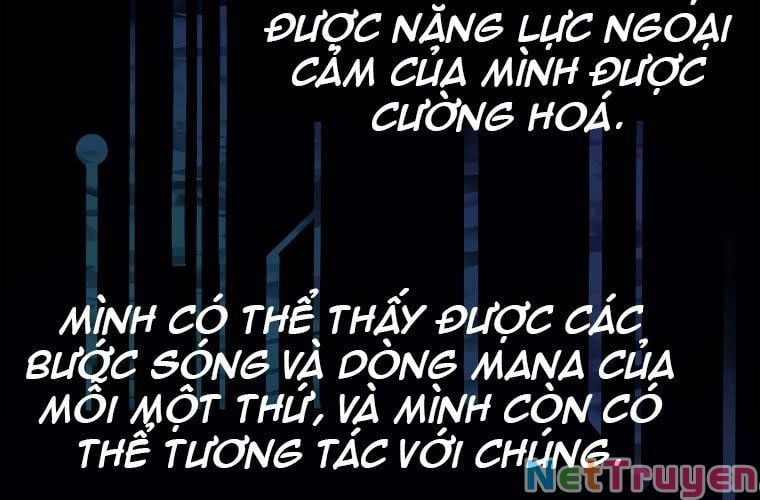 ĐƯỢC NĂNG LỰC NGOẠI
CẢM CỦA MÌNH ĐƯỢC
CƯỜNG HOÁ.
MÌNH CÓ THỂ THẤY ĐƯỢC CÁC
BƯỚC SÓNG VÀ DÒNG MANA CỦA
MỖI MỘT THỨ, VÀ MÌNH CÒN CÓ
THỂ TƯƠNG TÁC VỚI CHÚNG.
NetTruyen